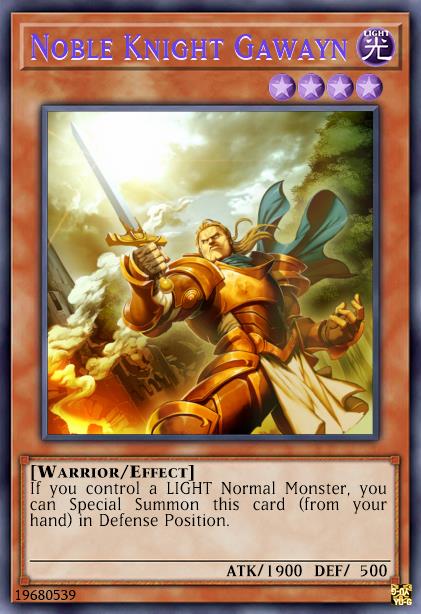 Noble Knight Gawayn
LIGHT
光
[Warrior/Effect]
If you control a LIGHT Normal Monster, you
can Special Summon this card (from your
hand) in Defense Position.
ATK/1900 DEF/ 500
19680539